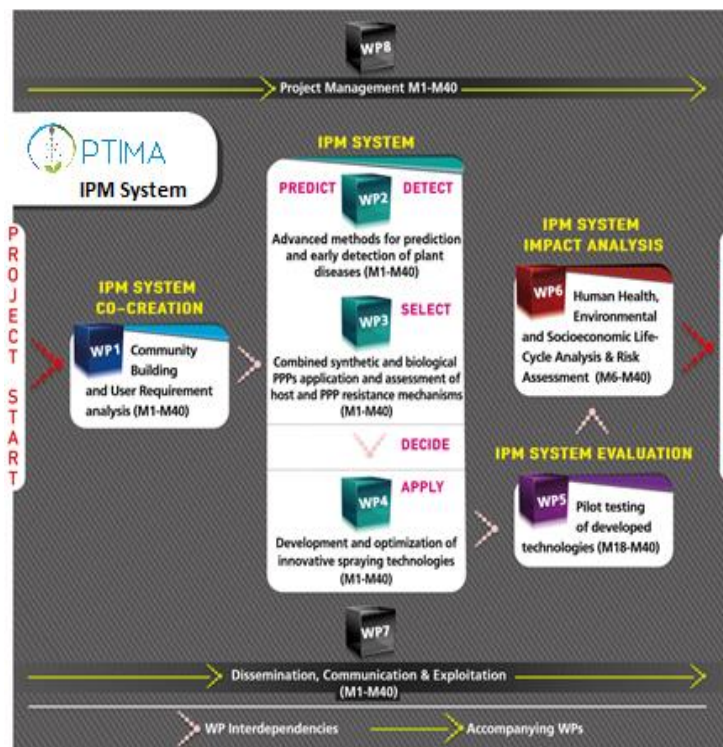 WP8
Project Management M1-M40
PTIMA
IPM System
PROJECT START
IPM SYSTEM
CO-CREATION
WP1
Community
Building
and User Requirement
analysis (M1-M40)
IPM SYSTEM
PREDICT
DETECT
WP2
Advanced methods for prediction
and early detection of plant
diseases (M1-M40)
WP3
SELECT
Combined synthetic and biological
PPPs application and assessment of
host and PPP resistance mechanisms
(M1-M40)
DECIDE
WP4
APPLY
Development and optimization of
innovative spraying technologies
(M1-M40)
IPM SYSTEM
IMPACT ANALYSIS
WP6
Human Health,
Environmental
and Socioeconomic Life-
Cycle Analysis & Risk
Assessment (M6-M40)
IPM SYSTEM EVALUATION
WP5
Pilot testing
of developed
technologies (M18-M40)
WP7
Dissemination, Communication & Exploitation
(M1-M40)
WP Interdependencies
Accompanying WPs